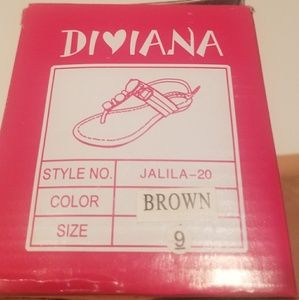 DIVIANA
STYLE NO. JALILA-20
COLOR BROWN
SIZE 9